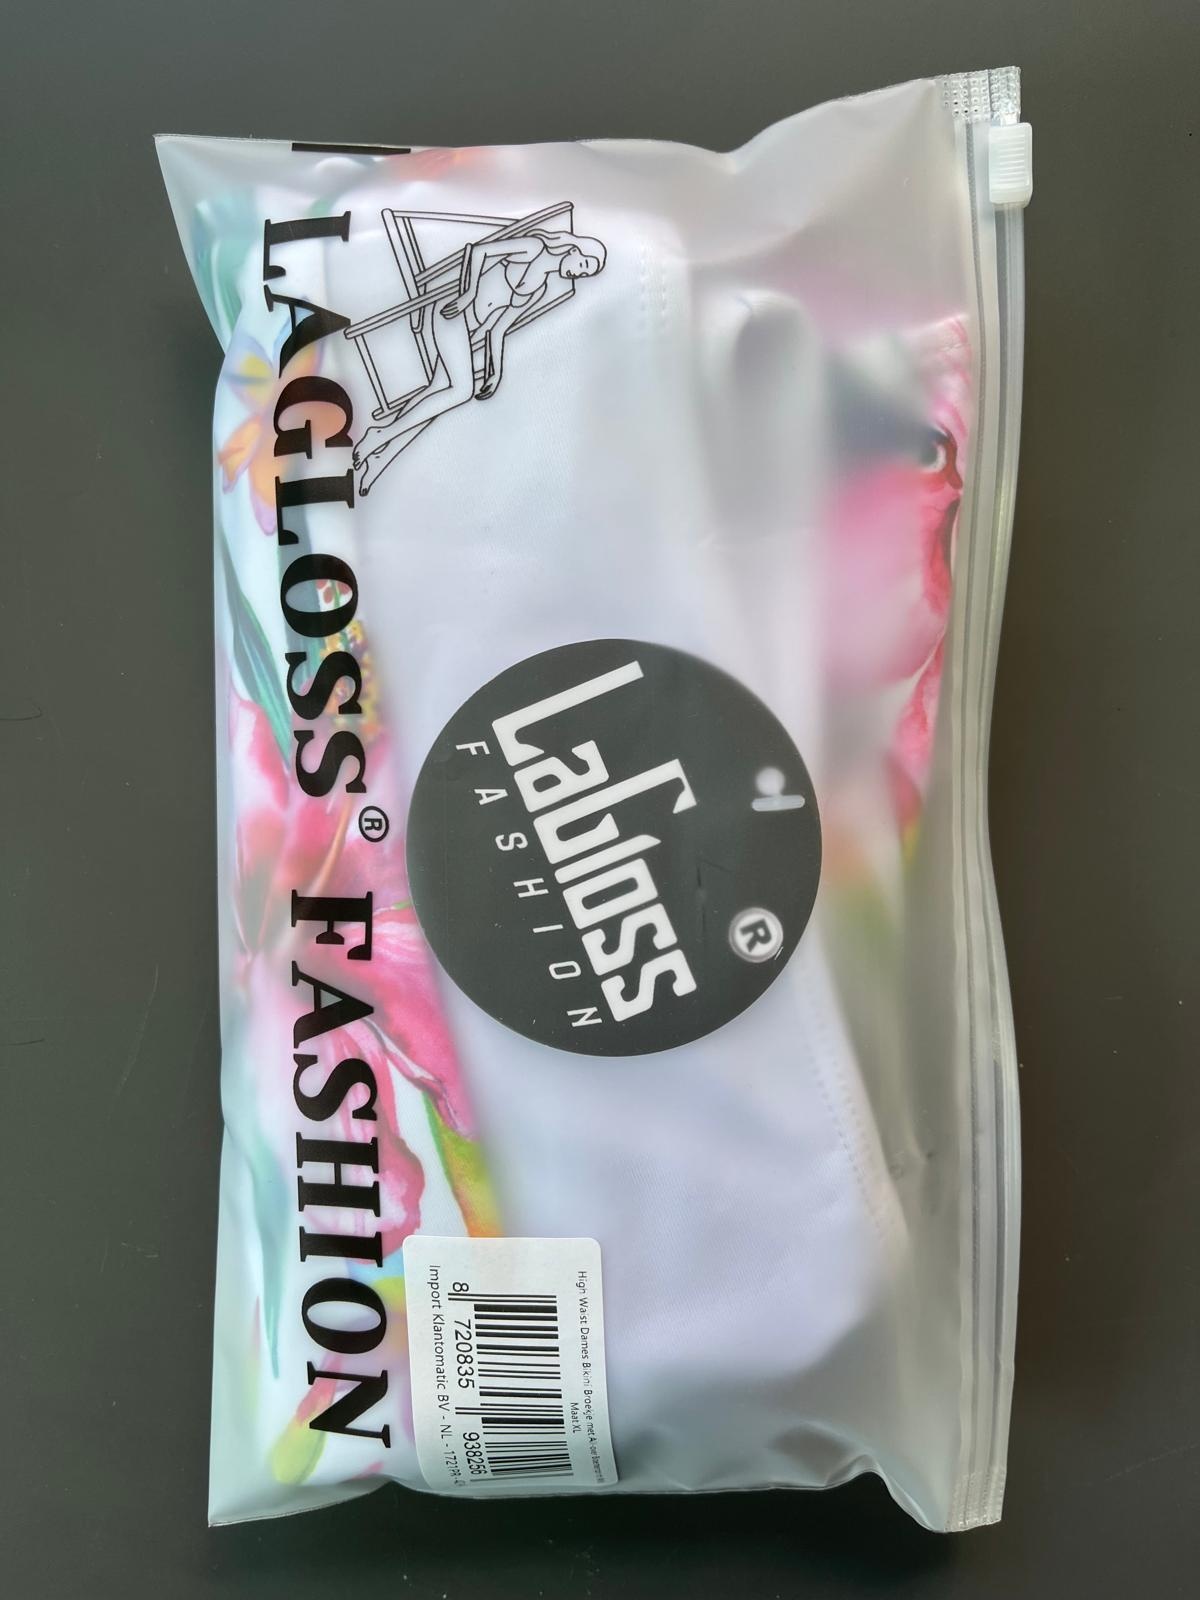 LAGLOSS® FASHION
LaGloss®
FASHION
High Waist Dames Bikini Broekje met
Maat XL
8 720835 938256
Import Klantomatic BV - NL - 1721PR